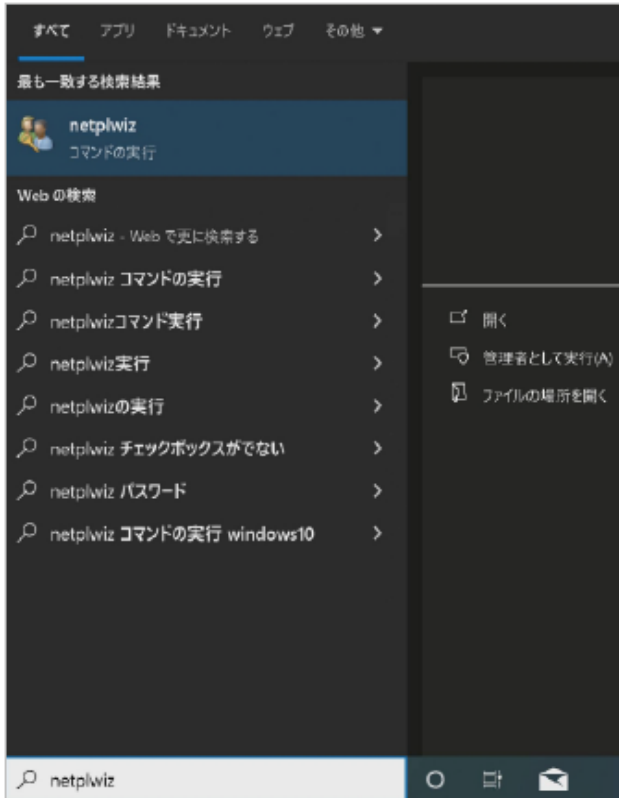 すべて アプリ ドキュメント ウェブ その他
最も一致する検索結果
netplwiz
コマンドの実行
Web の検索
netplwiz - Web で更に検索する
netplwiz コマンドの実行
netplwizコマンド実行
netplwiz実行
netplwizの実行
netplwiz チェックボックスがでない
netplwiz パスワード
netplwiz コマンドの実行 windows10
開く
管理者として実行(A)
ファイルの場所を開く
netplwiz